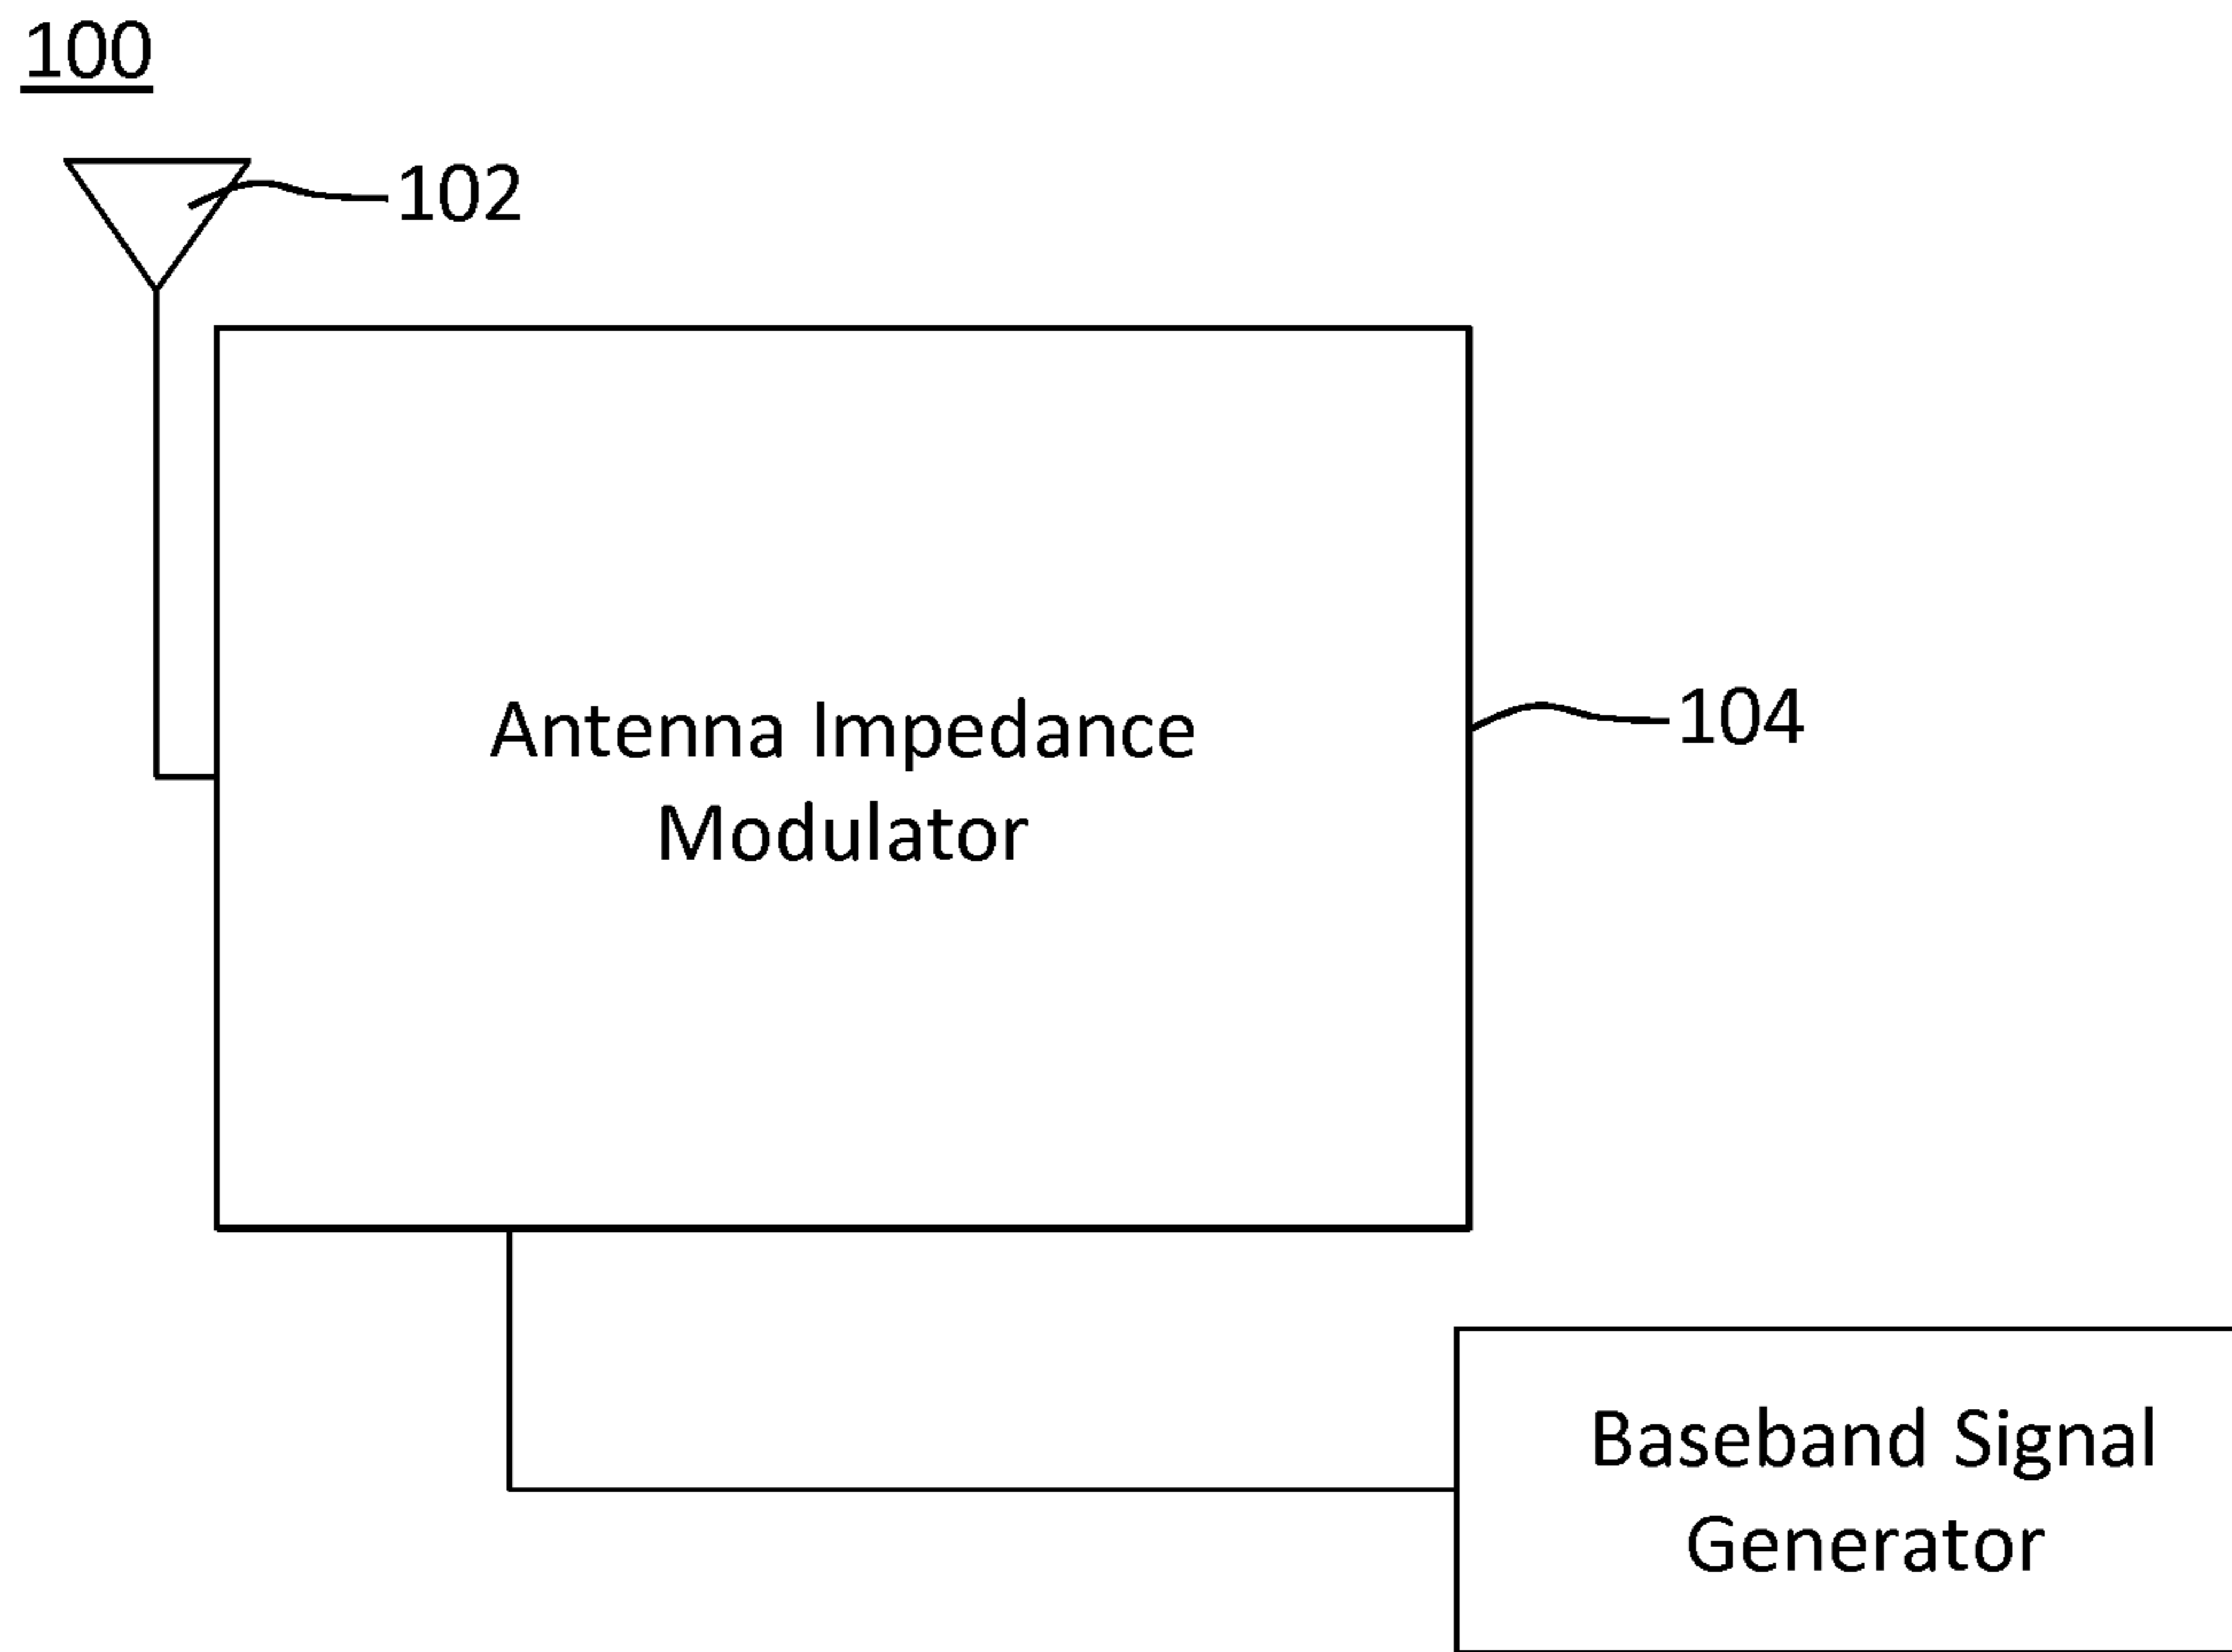 100
102
Antenna Impedance
Modulator
104
Baseband Signal
Generator